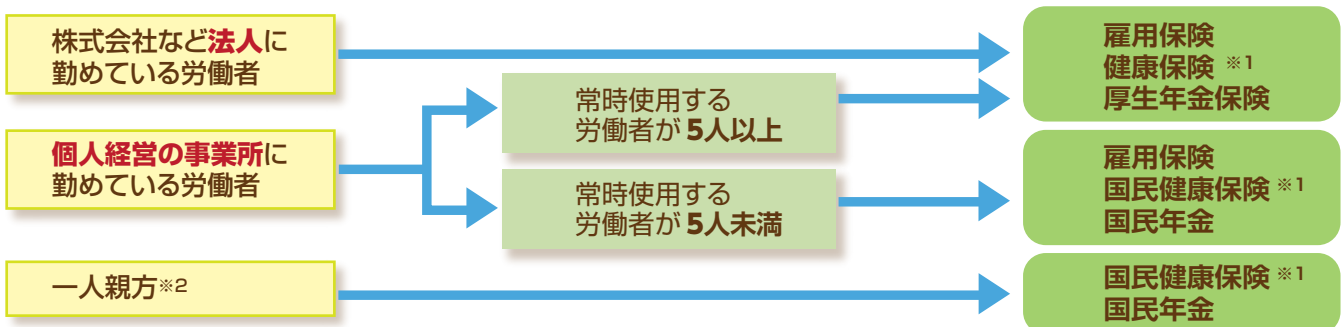 株式会社など法人に
勤めている労働者
雇用保険
健康保険 ※1
厚生年金保険
個人経営の事業所に
勤めている労働者
常時使用する
労働者が 5人以上
常時使用する
労働者が 5人未満
雇用保険
国民健康保険 ※1
国民年金
一人親方※2
国民健康保険 ※1
国民年金